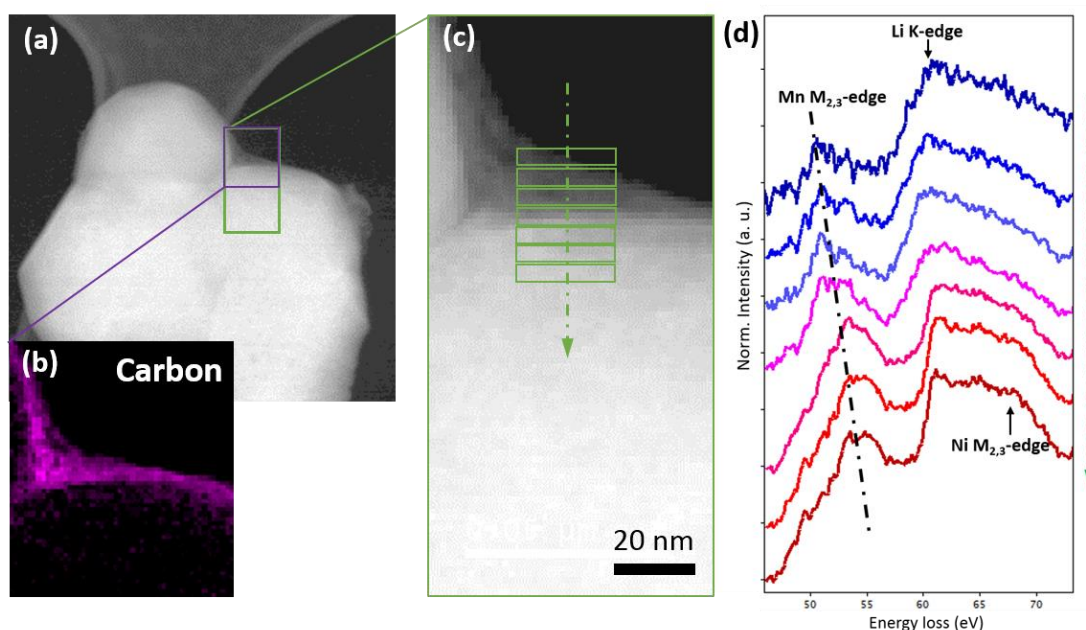 (a)
(b)
Carbon
(c)
20 nm
(d)
Li K-edge
Mn M2,3-edge
Ni M2,3-edge
Norm. Intensity (a. u.)
50 55 60 65 70
Energy loss (eV)